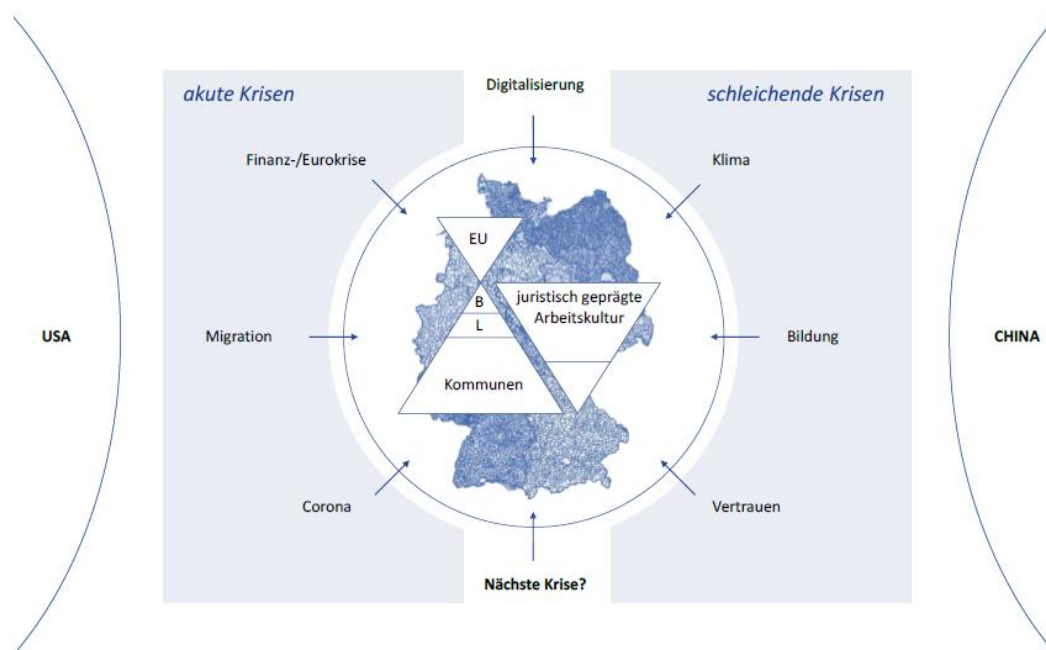 Digitalisierung
akute Krisen
schleichende Krisen
Finanz-/Eurokrise
Klima
EU
B
juristisch geprägte
Arbeitskultur
L
USA
Migration
Bildung
CHINA
Kommunen
Corona
Vertrauen
Nächste Krise?